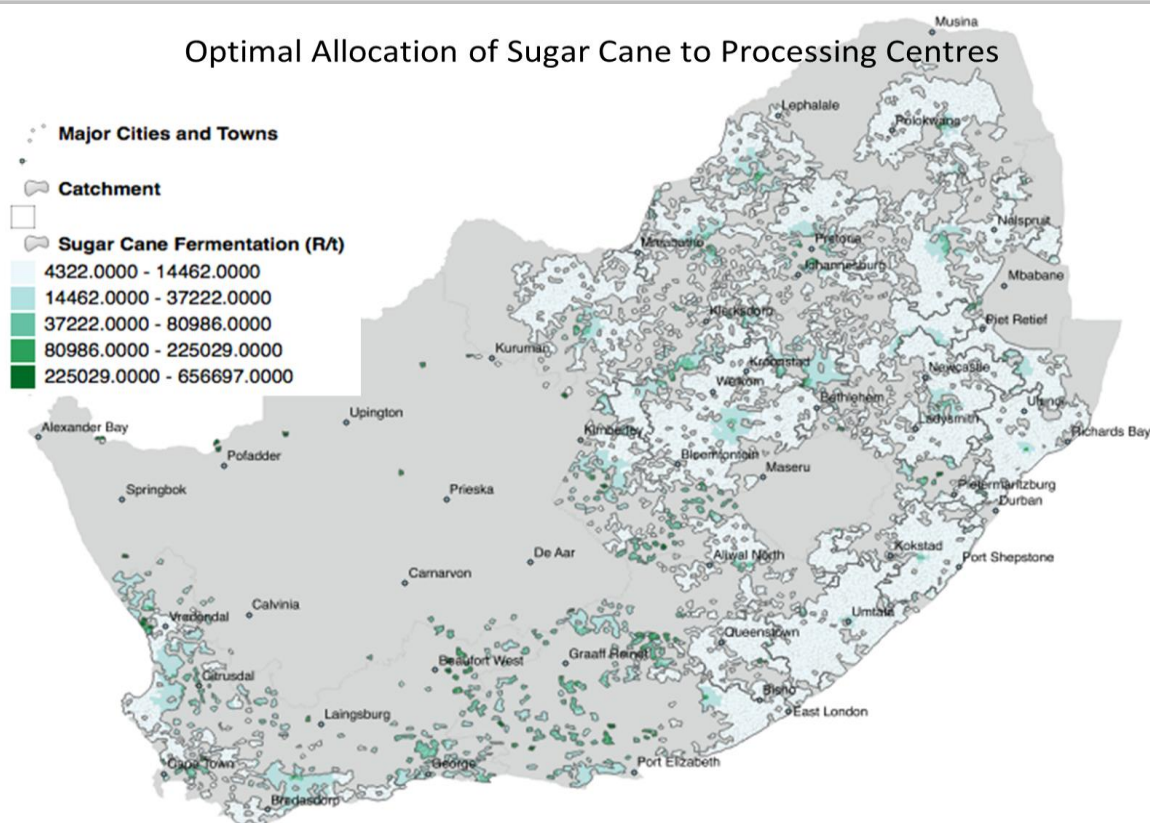 Optimal Allocation of Sugar Cane to Processing Centres
Major Cities and Towns
Catchment
Sugar Cane Fermentation (R/t)
4322.0000 - 14462.0000
14462.0000 - 37222.0000
37222.0000 - 80986.0000
80986.0000 - 225029.0000
225029.0000 - 656697.0000
Musina
Lephalale
Polokwane
Nelspruit
Mmabatho
Pretoria
Johannesburg
Mbabane
Klerksdorp
Piet Retief
Kuruman
Kroonstad
Newcastle
Welkom
Bethlehem
Ulundi
Alexander Bay
Upington
Kimberley
Ladysmith
Richards Bay
Pofadder
Bloemfontein
Maseru
Springbok
Prieska
Pietermaritzburg
Durban
De Aar
Aliwal North
Kokstad
Port Shepstone
Carnarvon
Calvinia
Vredendal
Umtata
Queenstown
Beaufort West
Graaff Reinet
Citrusdal
Bisho
East London
Laingsburg
Cape Town
George
Port Elizabeth
Bredasdorp